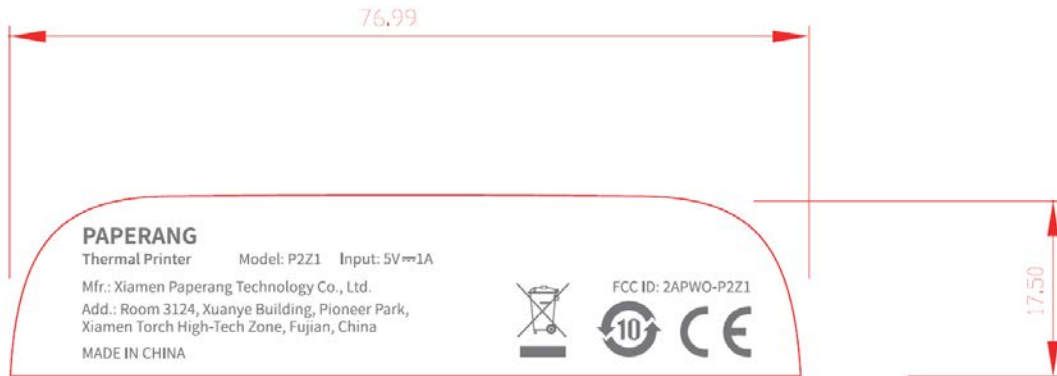 76.99
PAPERANG
Thermal Printer Model: P2Z1 Input: 5V⎓1A
Mfr.: Xiamen Paperang Technology Co., Ltd.
Add.: Room 3124, Xuanye Building, Pioneer Park,
Xiamen Torch High-Tech Zone, Fujian, China
MADE IN CHINA
FCC ID: 2APWO-P2Z1
10 CE
17.50